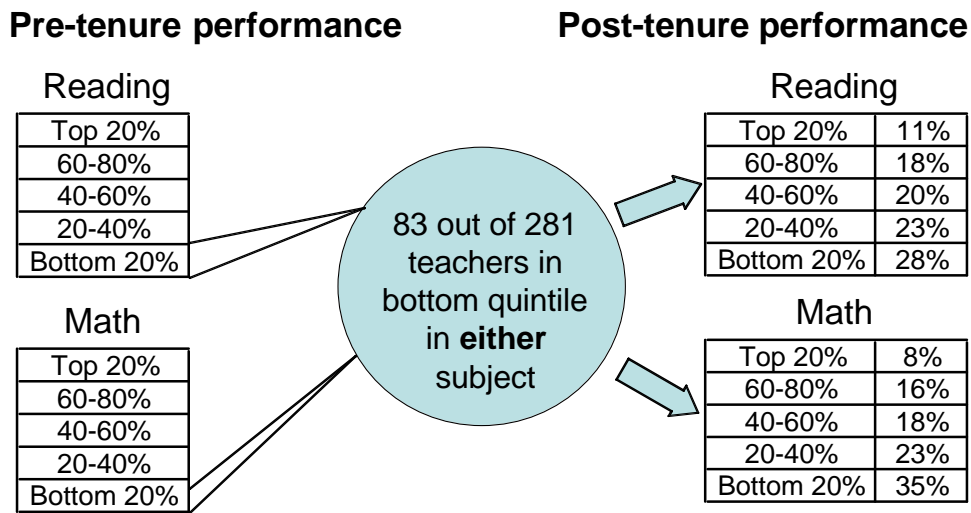 Pre-tenure performance
Post-tenure performance
Reading
Top 20%
60-80%
40-60%
20-40%
Bottom 20%
Math
Top 20%
60-80%
40-60%
20-40%
Bottom 20%
83 out of 281
teachers in
bottom quintile
in either
subject
Reading
Top 20% 11%
60-80% 18%
40-60% 20%
20-40% 23%
Bottom 20% 28%
Math
Top 20% 8%
60-80% 16%
40-60% 18%
20-40% 23%
Bottom 20% 35%